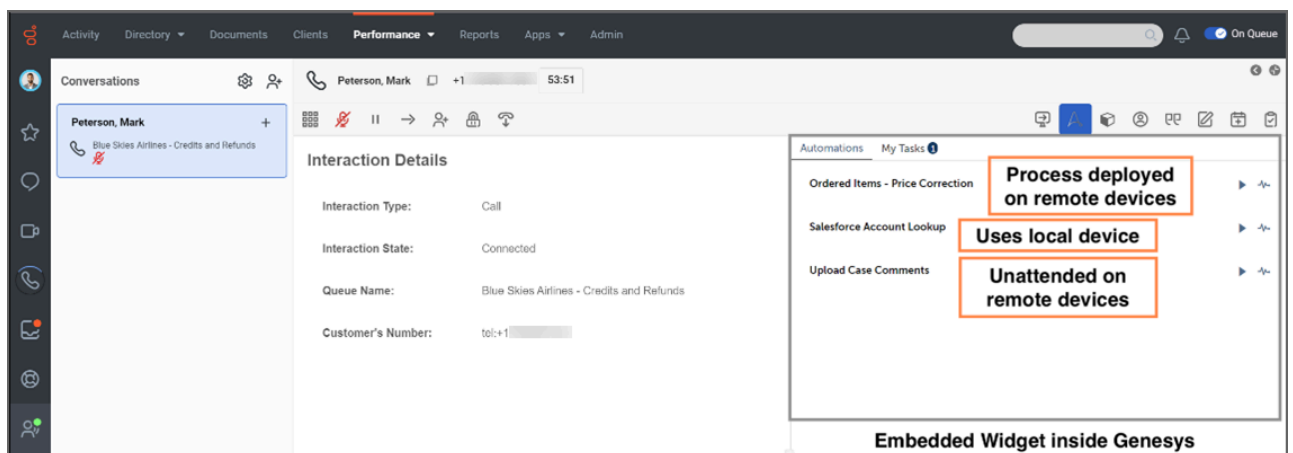 Activity Directory Documents Clients Performance Reports Apps Admin On Queue
Conversations
Peterson, Mark +1 53:51
Peterson, Mark +
Blue Skies Airlines - Credits and Refunds
Interaction Details
Interaction Type: Call
Interaction State: Connected
Queue Name: Blue Skies Airlines - Credits and Refunds
Customer's Number: tel:+1
Automations My Tasks 1
Ordered Items - Price Correction
Process deployed
on remote devices
Salesforce Account Lookup
Uses local device
Upload Case Comments
Unattended on
remote devices
Embedded Widget inside Genesys